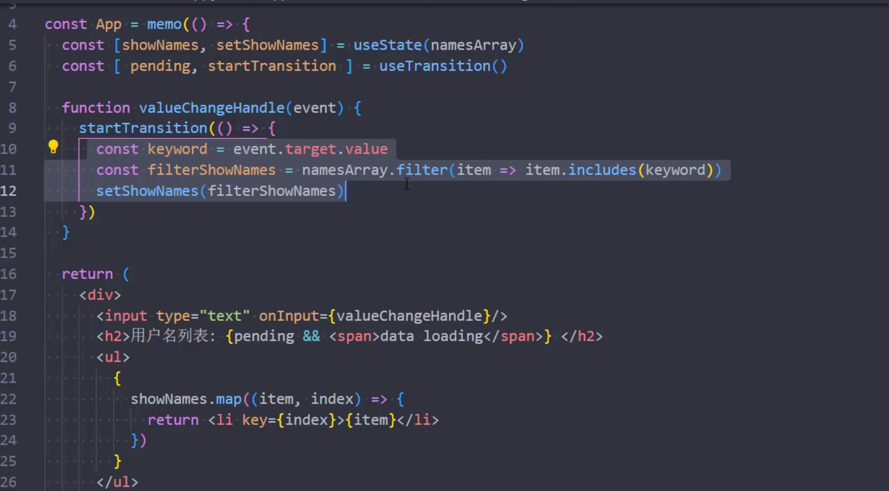 4 const App = memo(() => {
5 const [showNames, setShowNames] = useState(namesArray)
6 const [ pending, startTransition ] = useTransition()
7
8 function valueChangeHandle(event) {
9 startTransition(() => {
10 const keyword = event.target.value
11 const filterShowNames = namesArray.filter(item => item.includes(keyword))
12 setShowNames(filterShowNames)
13 })
14 }
15
16 return (
17 <div>
18 <input type="text" onInput={valueChangeHandle}/>
19 <h2>用户名列表: {pending && <span>data loading</span>} </h2>
20 <ul>
21 {
22 showNames.map((item, index) => {
23 return <li key={index}>{item}</li>
24 })
25 }
26 </ul>